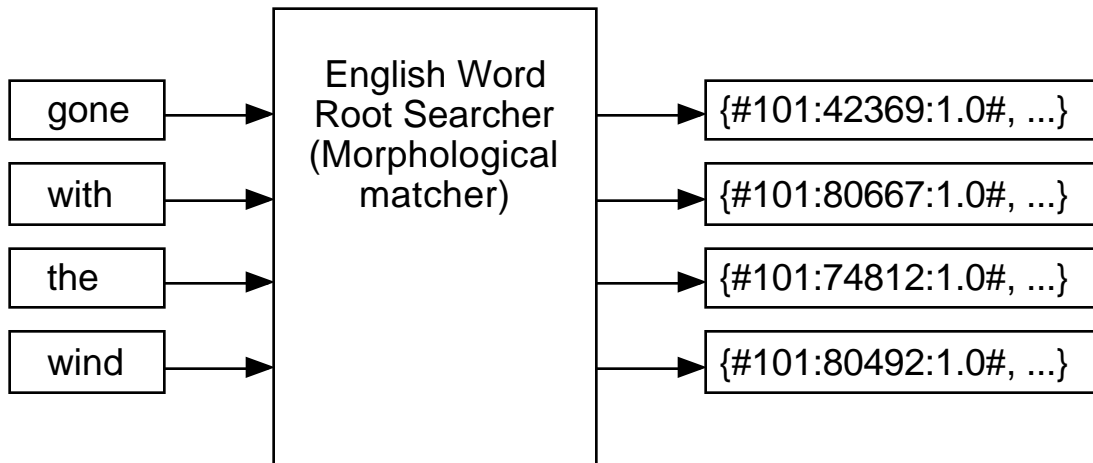 English Word
Root Searcher
(Morphological
matcher)
gone
{#101:42369:1.0#, ...}
with
{#101:80667:1.0#, ...}
the
{#101:74812:1.0#, ...}
wind
{#101:80492:1.0#, ...}